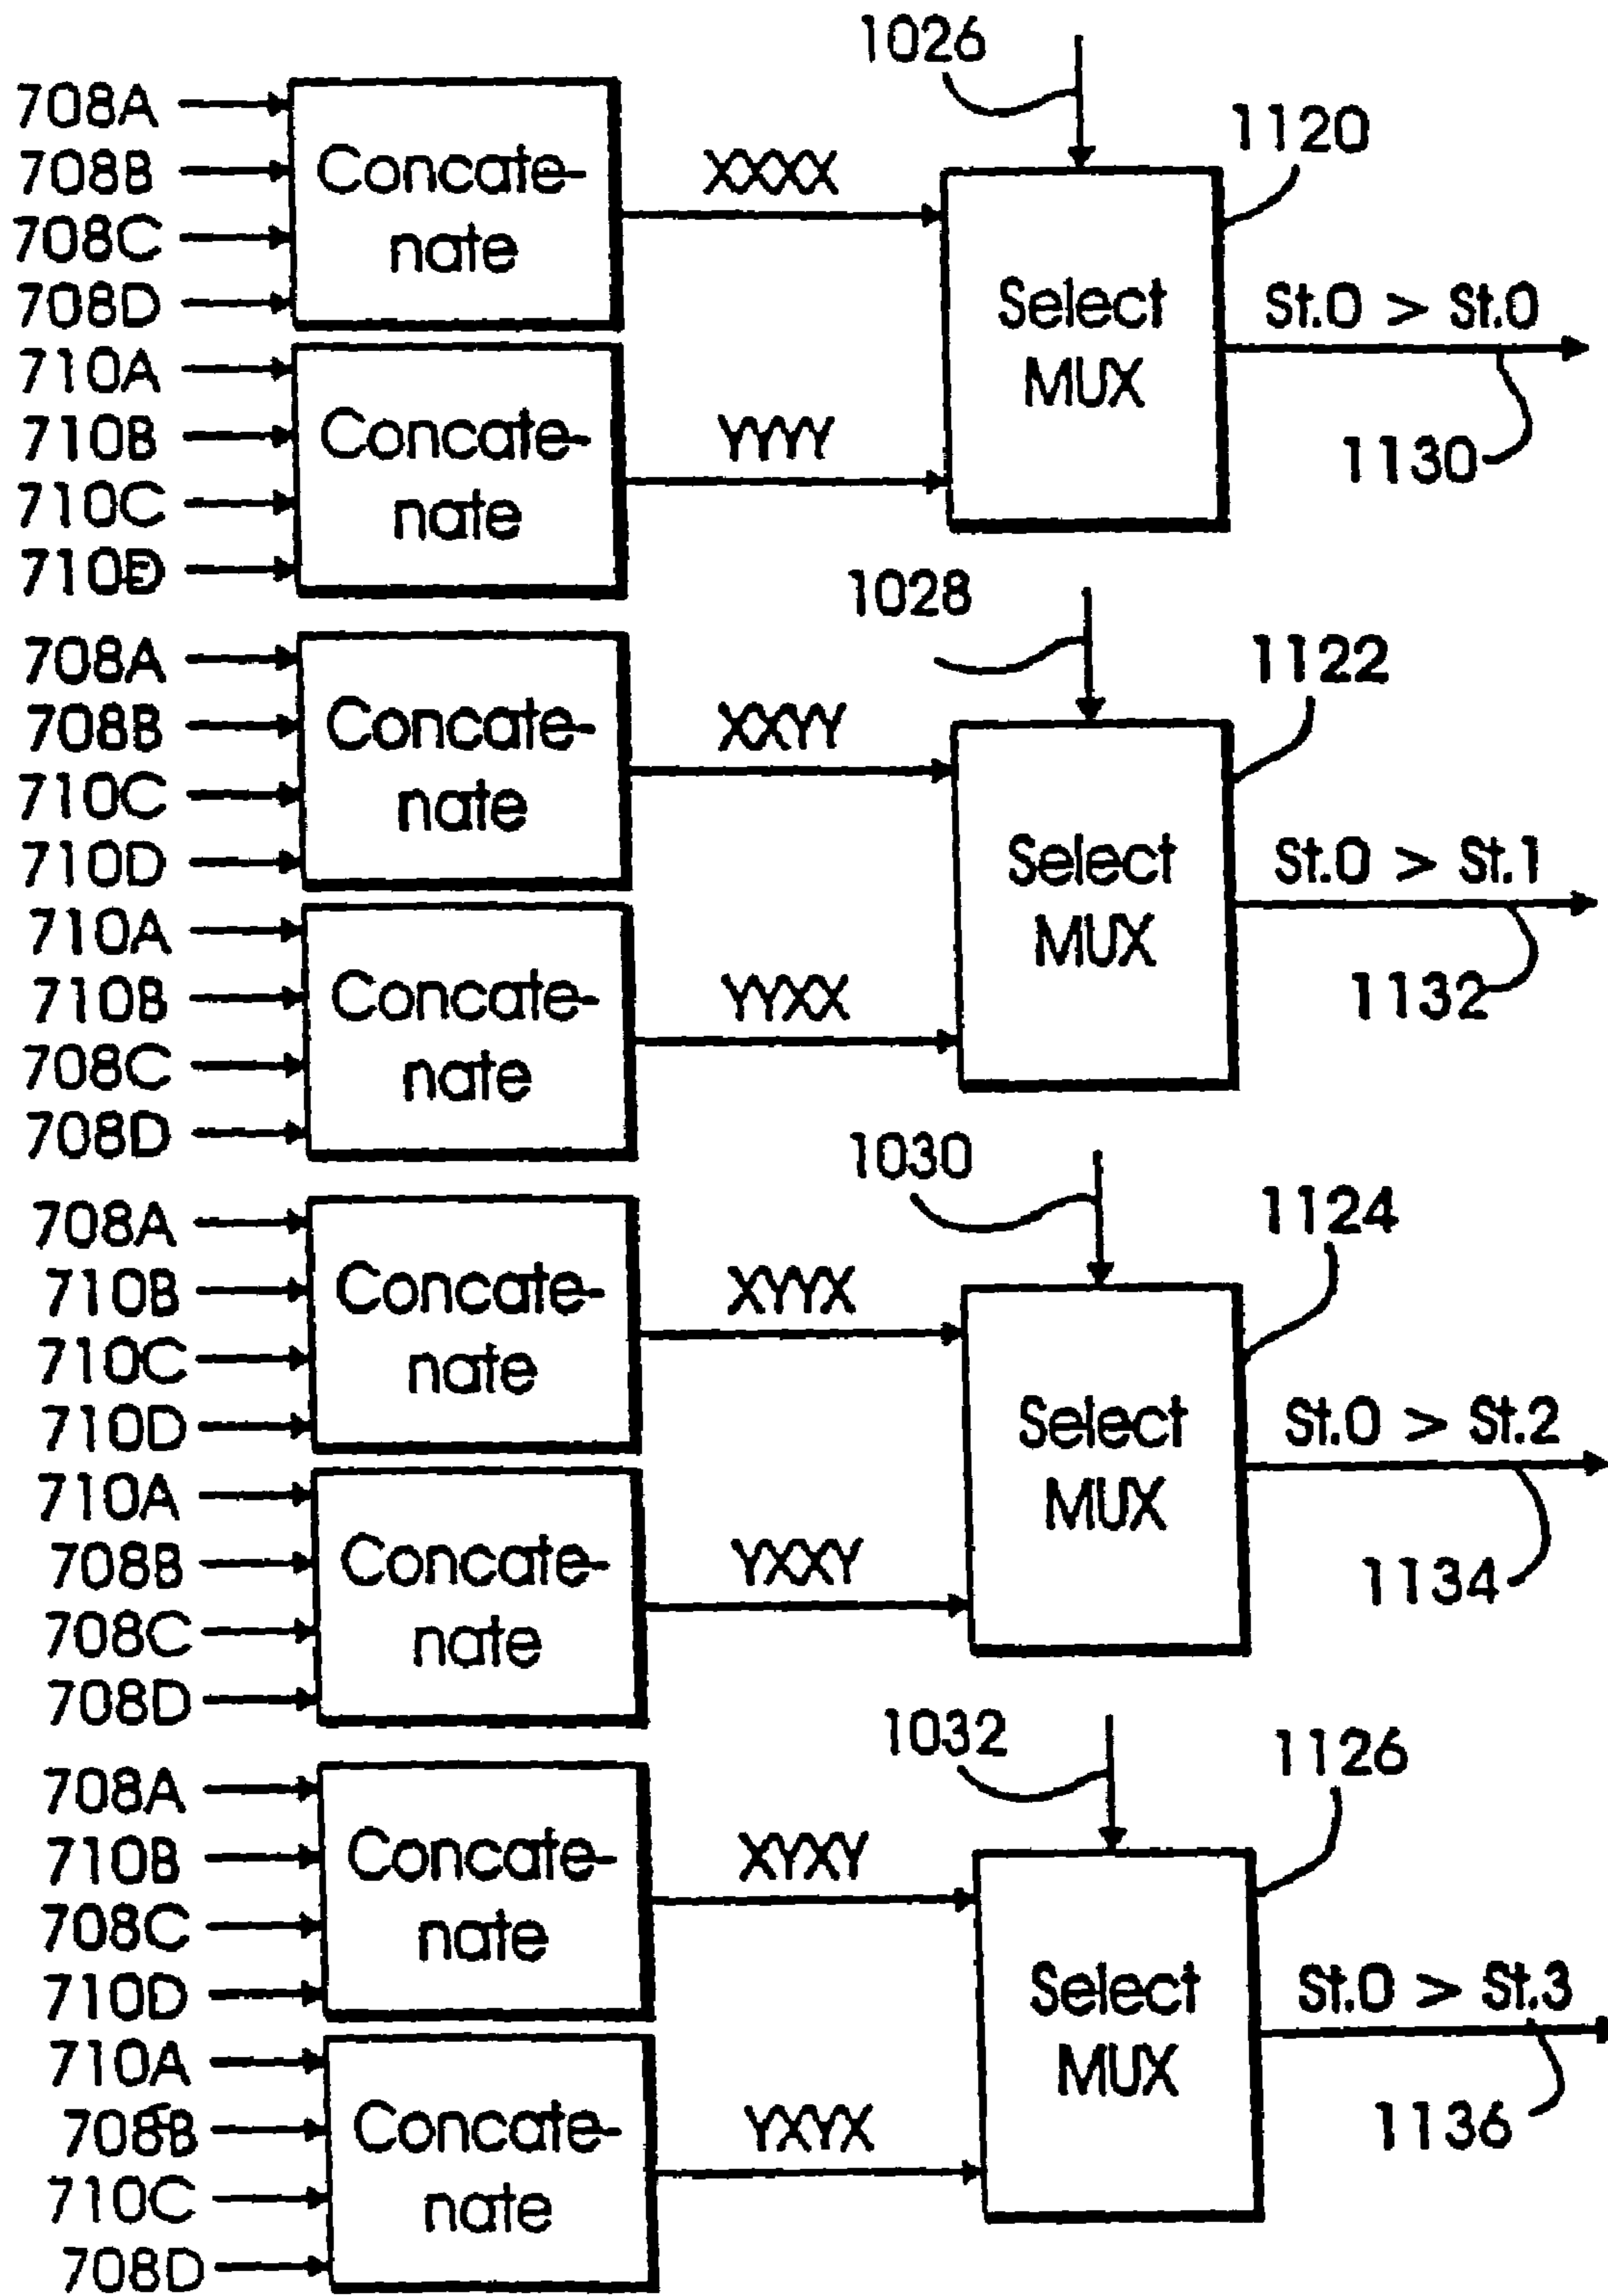 1026
708A
708B
708C
708D
Concate-
nate
XXXX
1120
Select
MUX
St.0 > St.0
1130
710A
710B
710C
710D
Concate-
nate
YYYY
1028
708A
708B
710C
710D
Concate-
nate
XXYY
1122
Select
MUX
St.0 > St.1
1132
710A
710B
708C
708D
Concate-
nate
YYXX
1030
708A
710B
710C
710D
Concate-
nate
XYYX
1124
Select
MUX
St.0 > St.2
1134
710A
708B
708C
708D
Concate-
nate
YXXY
1032
708A
710B
708C
710D
Concate-
nate
XYXY
1126
Select
MUX
St.0 > St.3
1136
710A
708B
710C
708D
Concate-
nate
YXYX